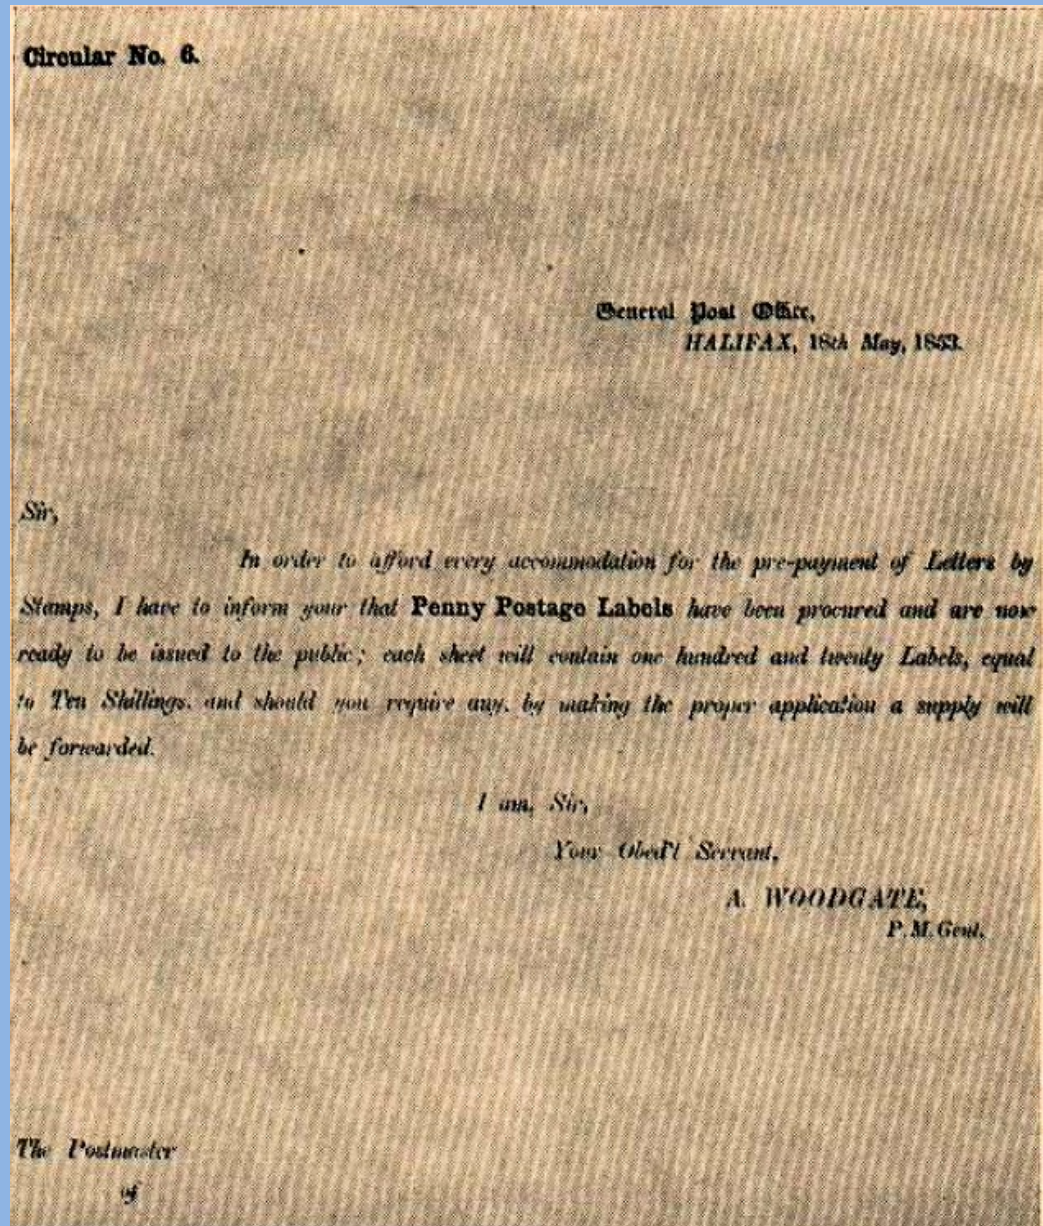 Circular No. 6.
General Post Office,
HALIFAX, 18th May, 1853.
Sir,
In order to afford every accommodation for the pre-payment of Letters by
Stamps, I have to inform your that Penny Postage Labels have been procured and are now
ready to be issued to the public; each sheet will contain one hundred and twenty Labels, equal
to Ten Shillings. and should you require any. by making the proper application a supply will
be forwarded.
I am, Sir,
Your Obed't Servant,
A. WOODGATE,
P. M. Genl.
The Postmaster
of